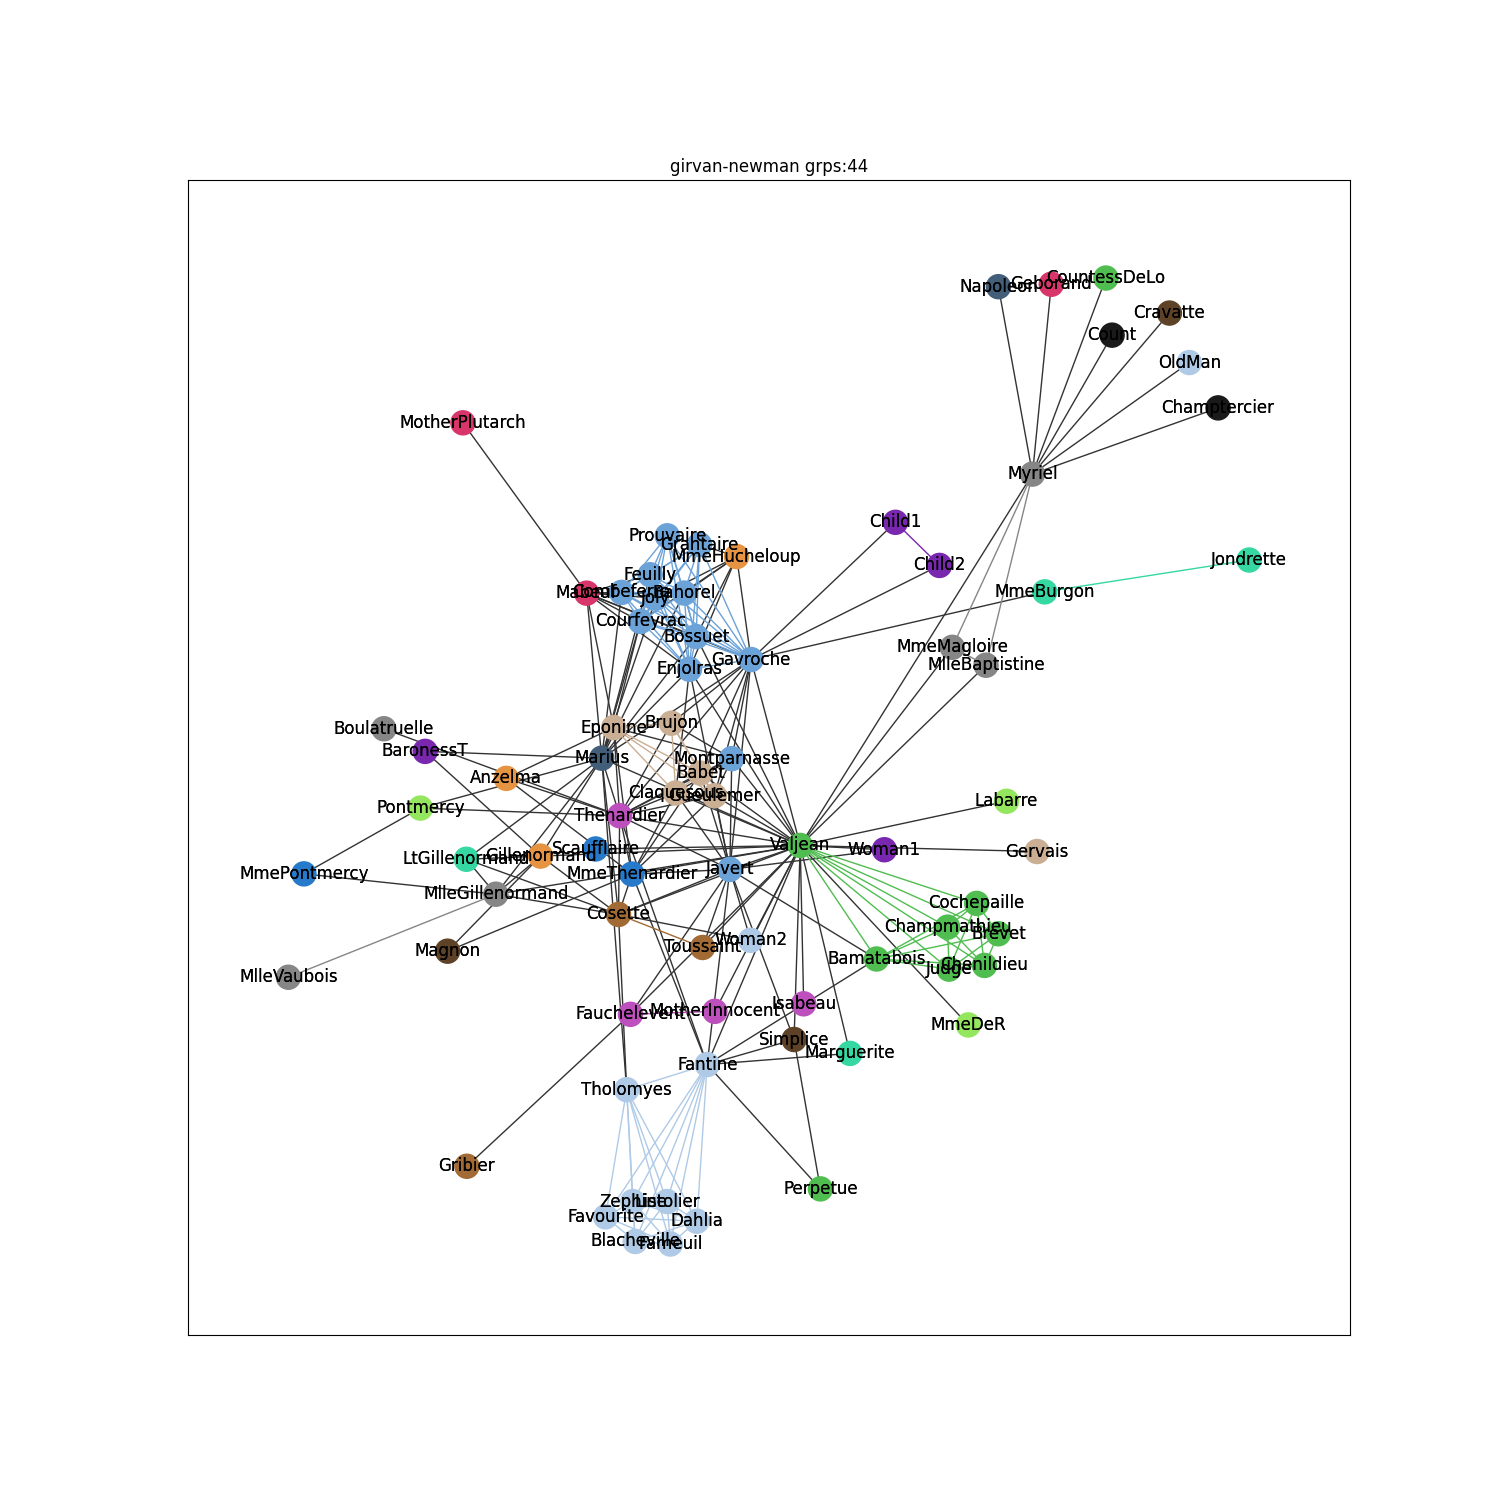 girvan-newman grps:44
Napoleon
Geborand
CountessDeLo
Cravatte
Count
OldMan
Champtercier
MotherPlutarch
Myriel
Child1
Prouvaire
Grantaire
MmeHucheloup
Child2
Jondrette
Feuilly
Mabeuf
Combeferre
Joly
Bahorel
MmeBurgon
Courfeyrac
Bossuet
MmeMagloire
Gavroche
MlleBaptistine
Enjolras
Boulatruelle
Eponine
Brujon
BaronessT
Marius
Montparnasse
Babet
Anzelma
Claquesous
Gueulemer
Pontmercy
Labarre
Thenardier
Valjean
Scaufflaire
Woman1
Gervais
LtGillenormand
Gillenormand
MmePontmercy
MmeThenardier
Javert
MlleGillenormand
Cochepaille
Cosette
Champmathieu
Brevet
Magnon
Toussaint
Woman2
Bamatabois
Judge
Chenildieu
MlleVaubois
Fauchelevent
MotherInnocent
Isabeau
MmeDeR
Simplice
Marguerite
Fantine
Tholomyes
Gribier
Perpetue
Zephine
Listolier
Favourite
Dahlia
Blacheville
Fameuil